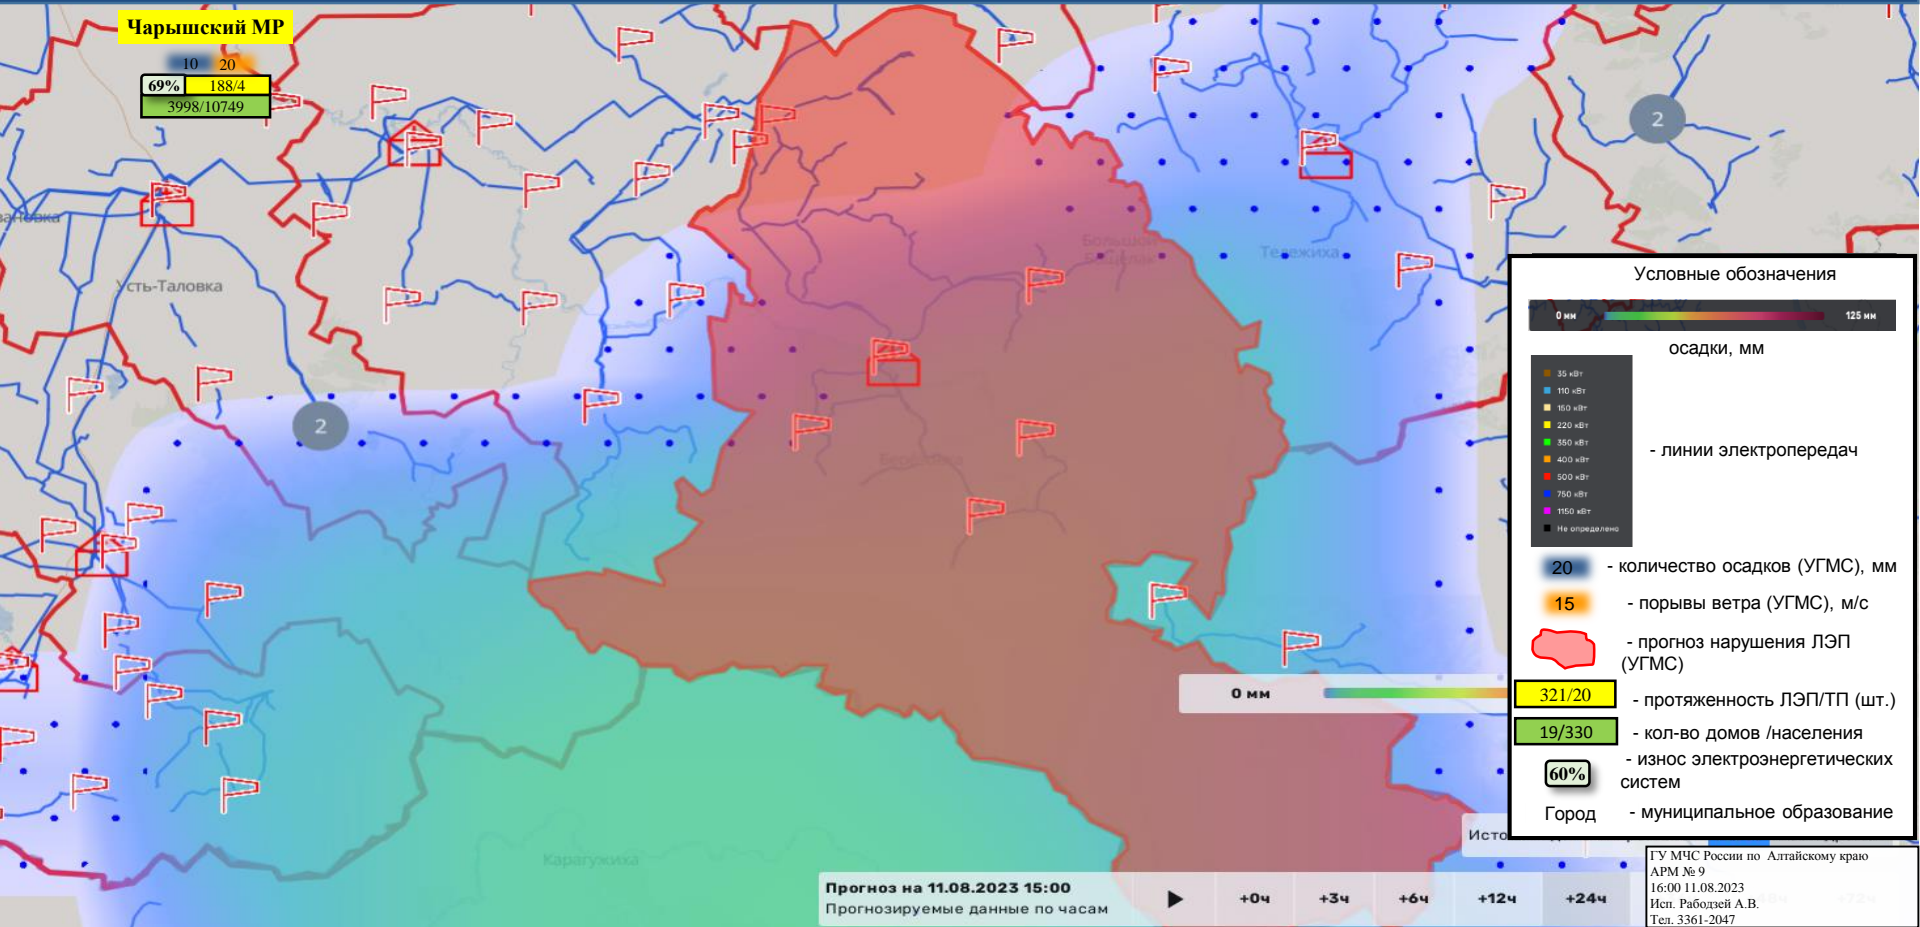 Чарышский МР
10 20
69% 188/4
3998/10749
Усть-Таловка
Тележиха
Большой
2
2
Карагужиха
Условные обозначения
0 мм 125 мм
осадки, мм
35 кВт
110 кВт
150 кВт
220 кВт
350 кВт
400 кВт
500 кВт
750 кВт
1150 кВт
Не определено
- линии электропередач
20 - количество осадков (УГМС), мм
15 - порывы ветра (УГМС), м/с
- прогноз нарушения ЛЭП
(УГМС)
321/20 - протяженность ЛЭП/ТП (шт.)
19/330 - кол-во домов /населения
60% - износ электроэнергетических
систем
Город - муниципальное образование
0 мм
Исто
Прогноз на 11.08.2023 15:00
Прогнозируемые данные по часам
+0ч +3ч +6ч +12ч +24ч
ГУ МЧС России по Алтайскому краю
АРМ № 9
16:00 11.08.2023
Исп. Рабодзей А.В.
Тел. 3361-2047